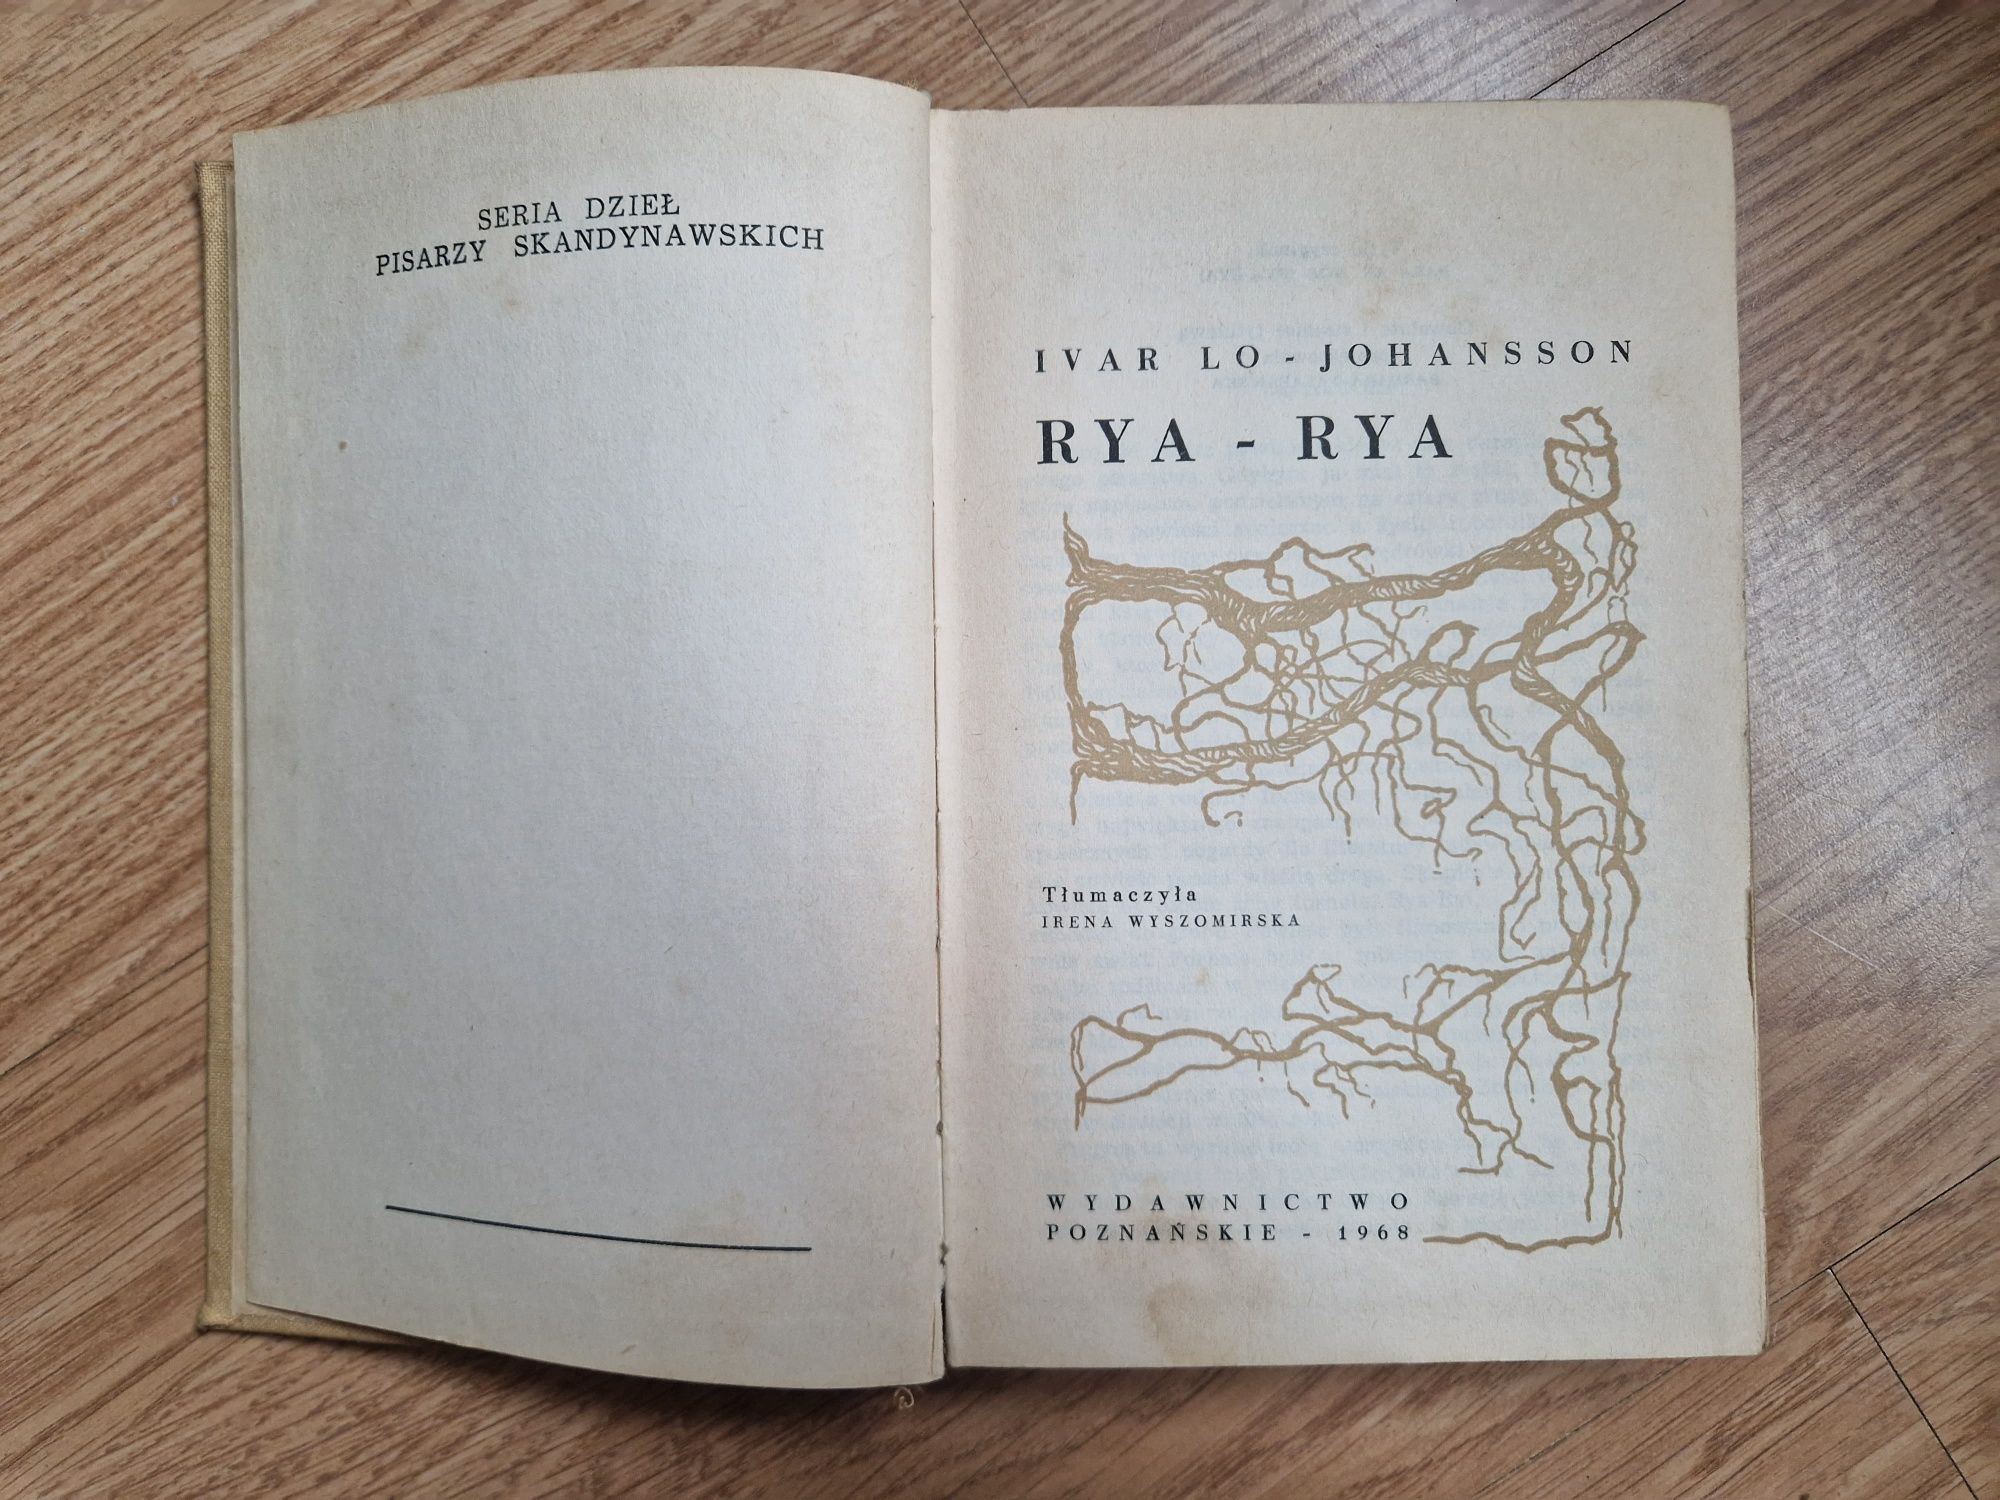 SERIA DZIEŁ
PISARZY SKANDYNAWSKICH
IVAR LO-JOHANSSON
RYA-RYA
Tłumaczyła
IRENA WYSZOMIRSKA
WYDAWNICTWO
POZNAŃSKIE - 1968